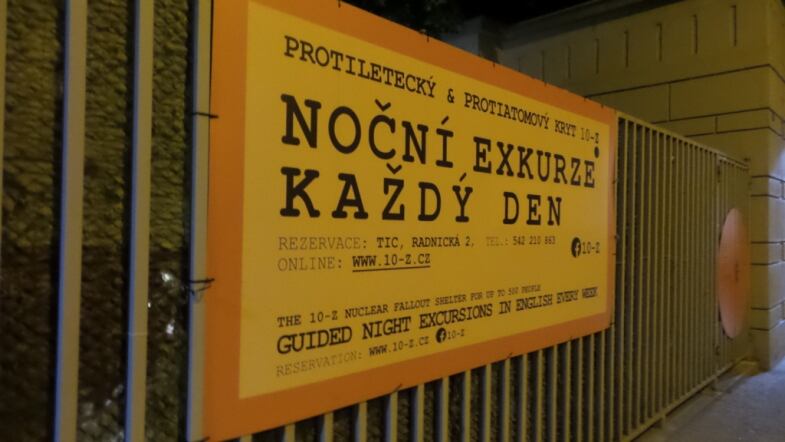 PROTILETECKÝ & PROTIATOMOVÝ KRYT 10-Z
NOČNÍ EXKURZE
KAŽDÝ DEN
REZERVACE: TIC, RADNICKÁ 2, TEL.: 542 210 863
ONLINE: WWW.10-Z.CZ
10-Z
THE 10-Z NUCLEAR FALLOUT SHELTER FOR UP TO 500 PEOPLE
GUIDED NIGHT EXCURSIONS IN ENGLISH EVERY WEEK
RESERVATION: WWW.10-Z.CZ 10-Z